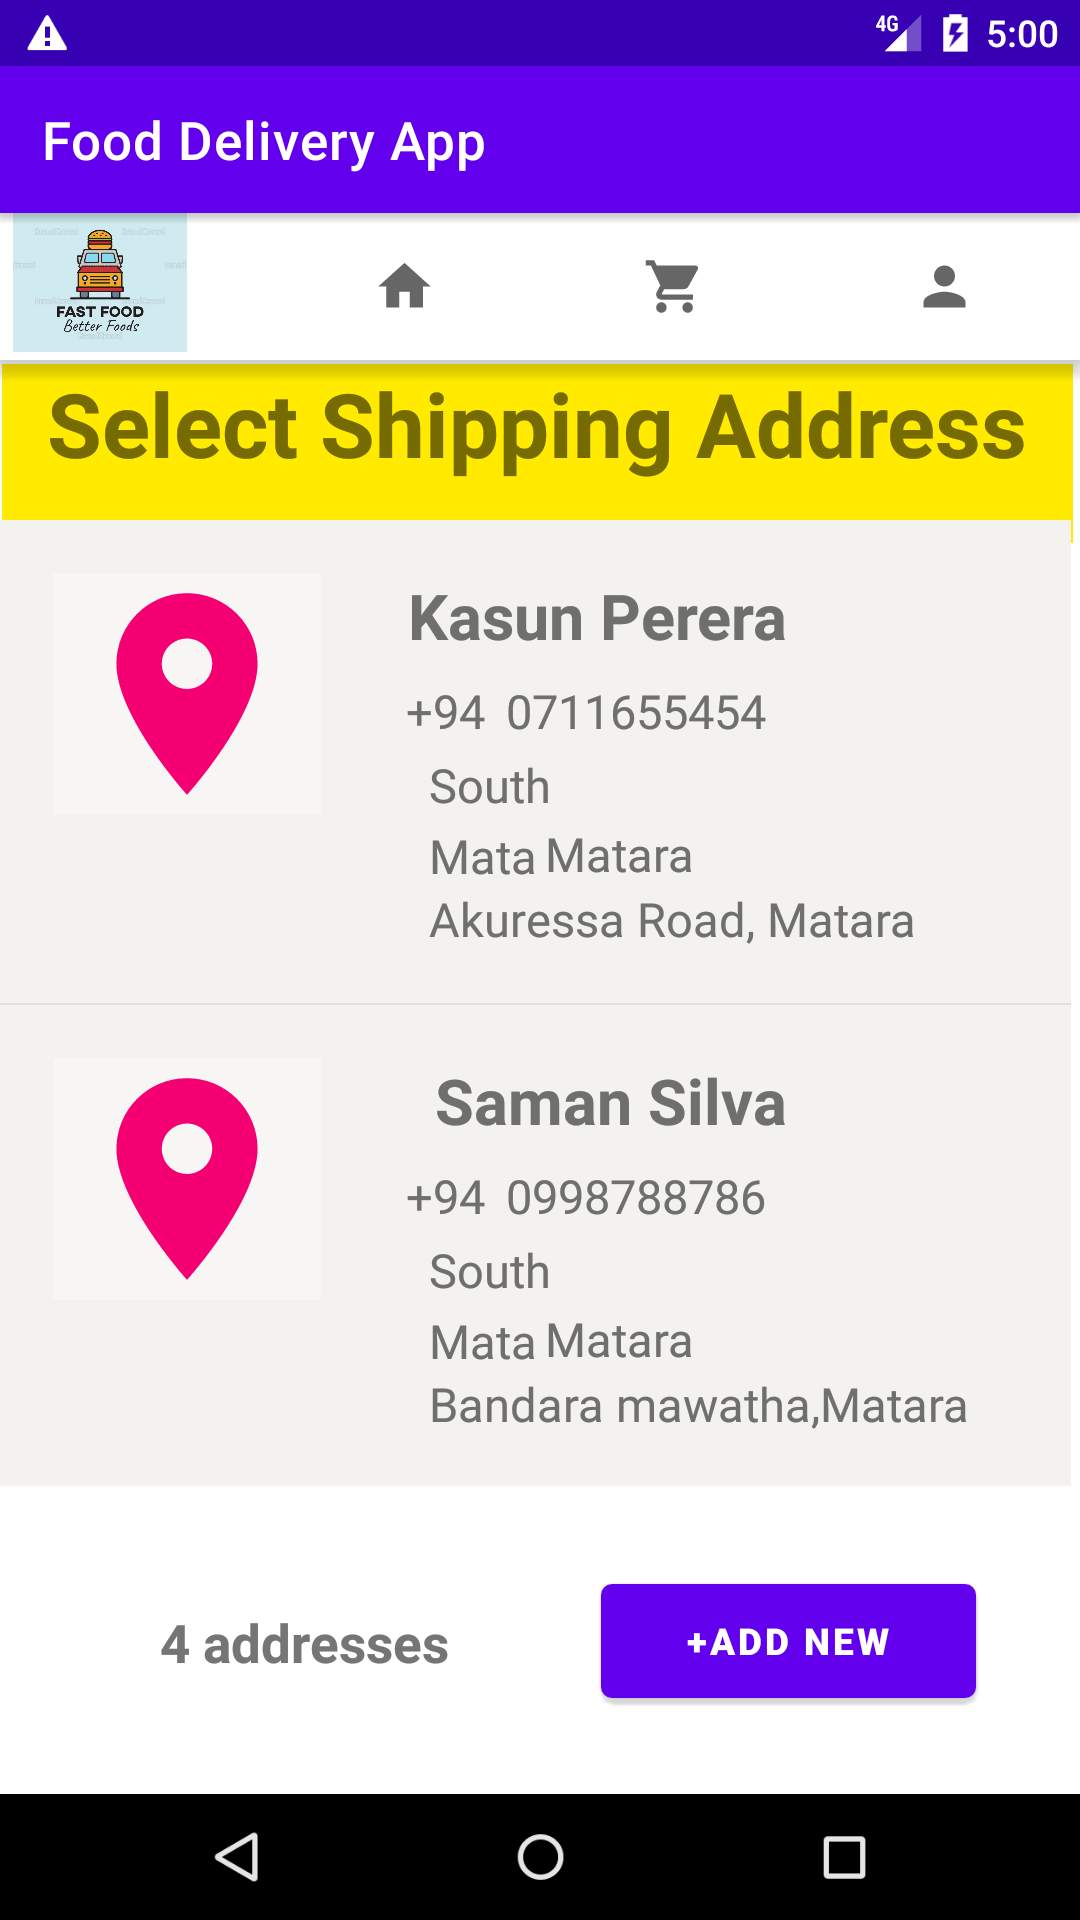 4G 5:00
Food Delivery App
FAST FOOD
Better Foods
Select Shipping Address
Kasun Perera
+94 0711655454
South
Mata Matara
Akuressa Road, Matara
Saman Silva
+94 0998788786
South
Mata Matara
Bandara mawatha,Matara
4 addresses
+ADD NEW